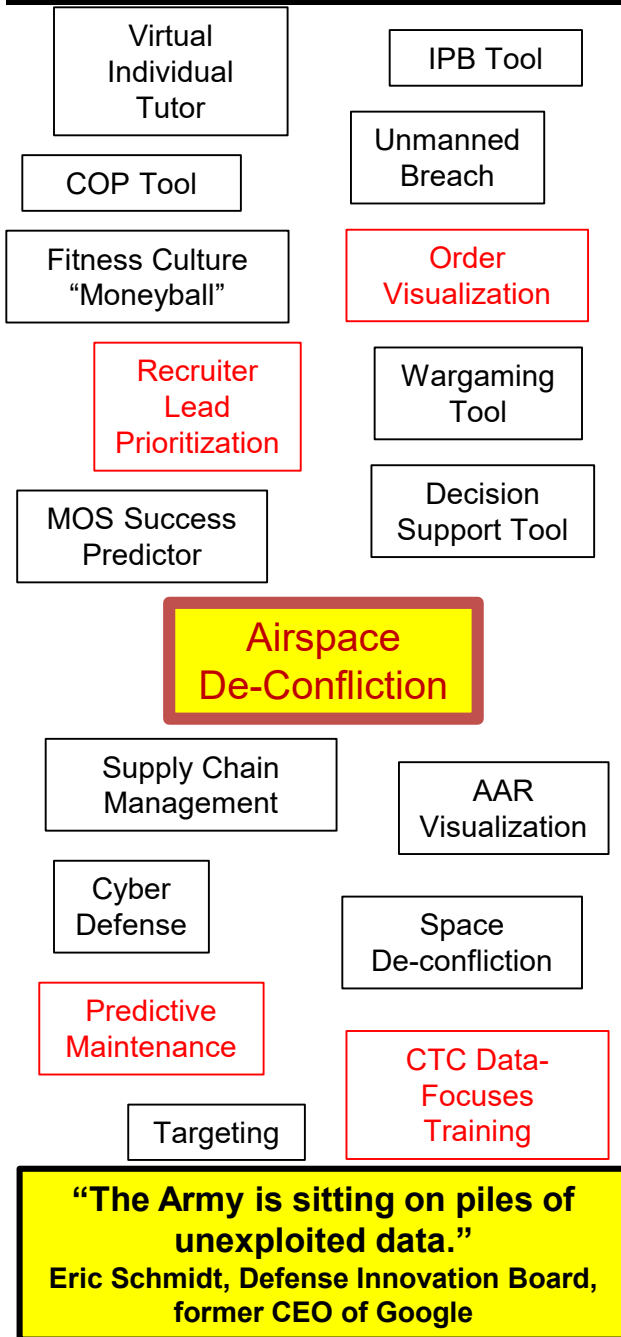 Virtual
Individual
Tutor
IPB Tool
Unmanned
Breach
COP Tool
Fitness Culture
“Moneyball”
Order
Visualization
Recruiter
Lead
Prioritization
Wargaming
Tool
MOS Success
Predictor
Decision
Support Tool
Airspace
De-Confliction
Supply Chain
Management
AAR
Visualization
Cyber
Defense
Space
De-confliction
Predictive
Maintenance
CTC Data-
Focuses
Training
Targeting
“The Army is sitting on piles of
unexploited data.”
Eric Schmidt, Defense Innovation Board,
former CEO of Google